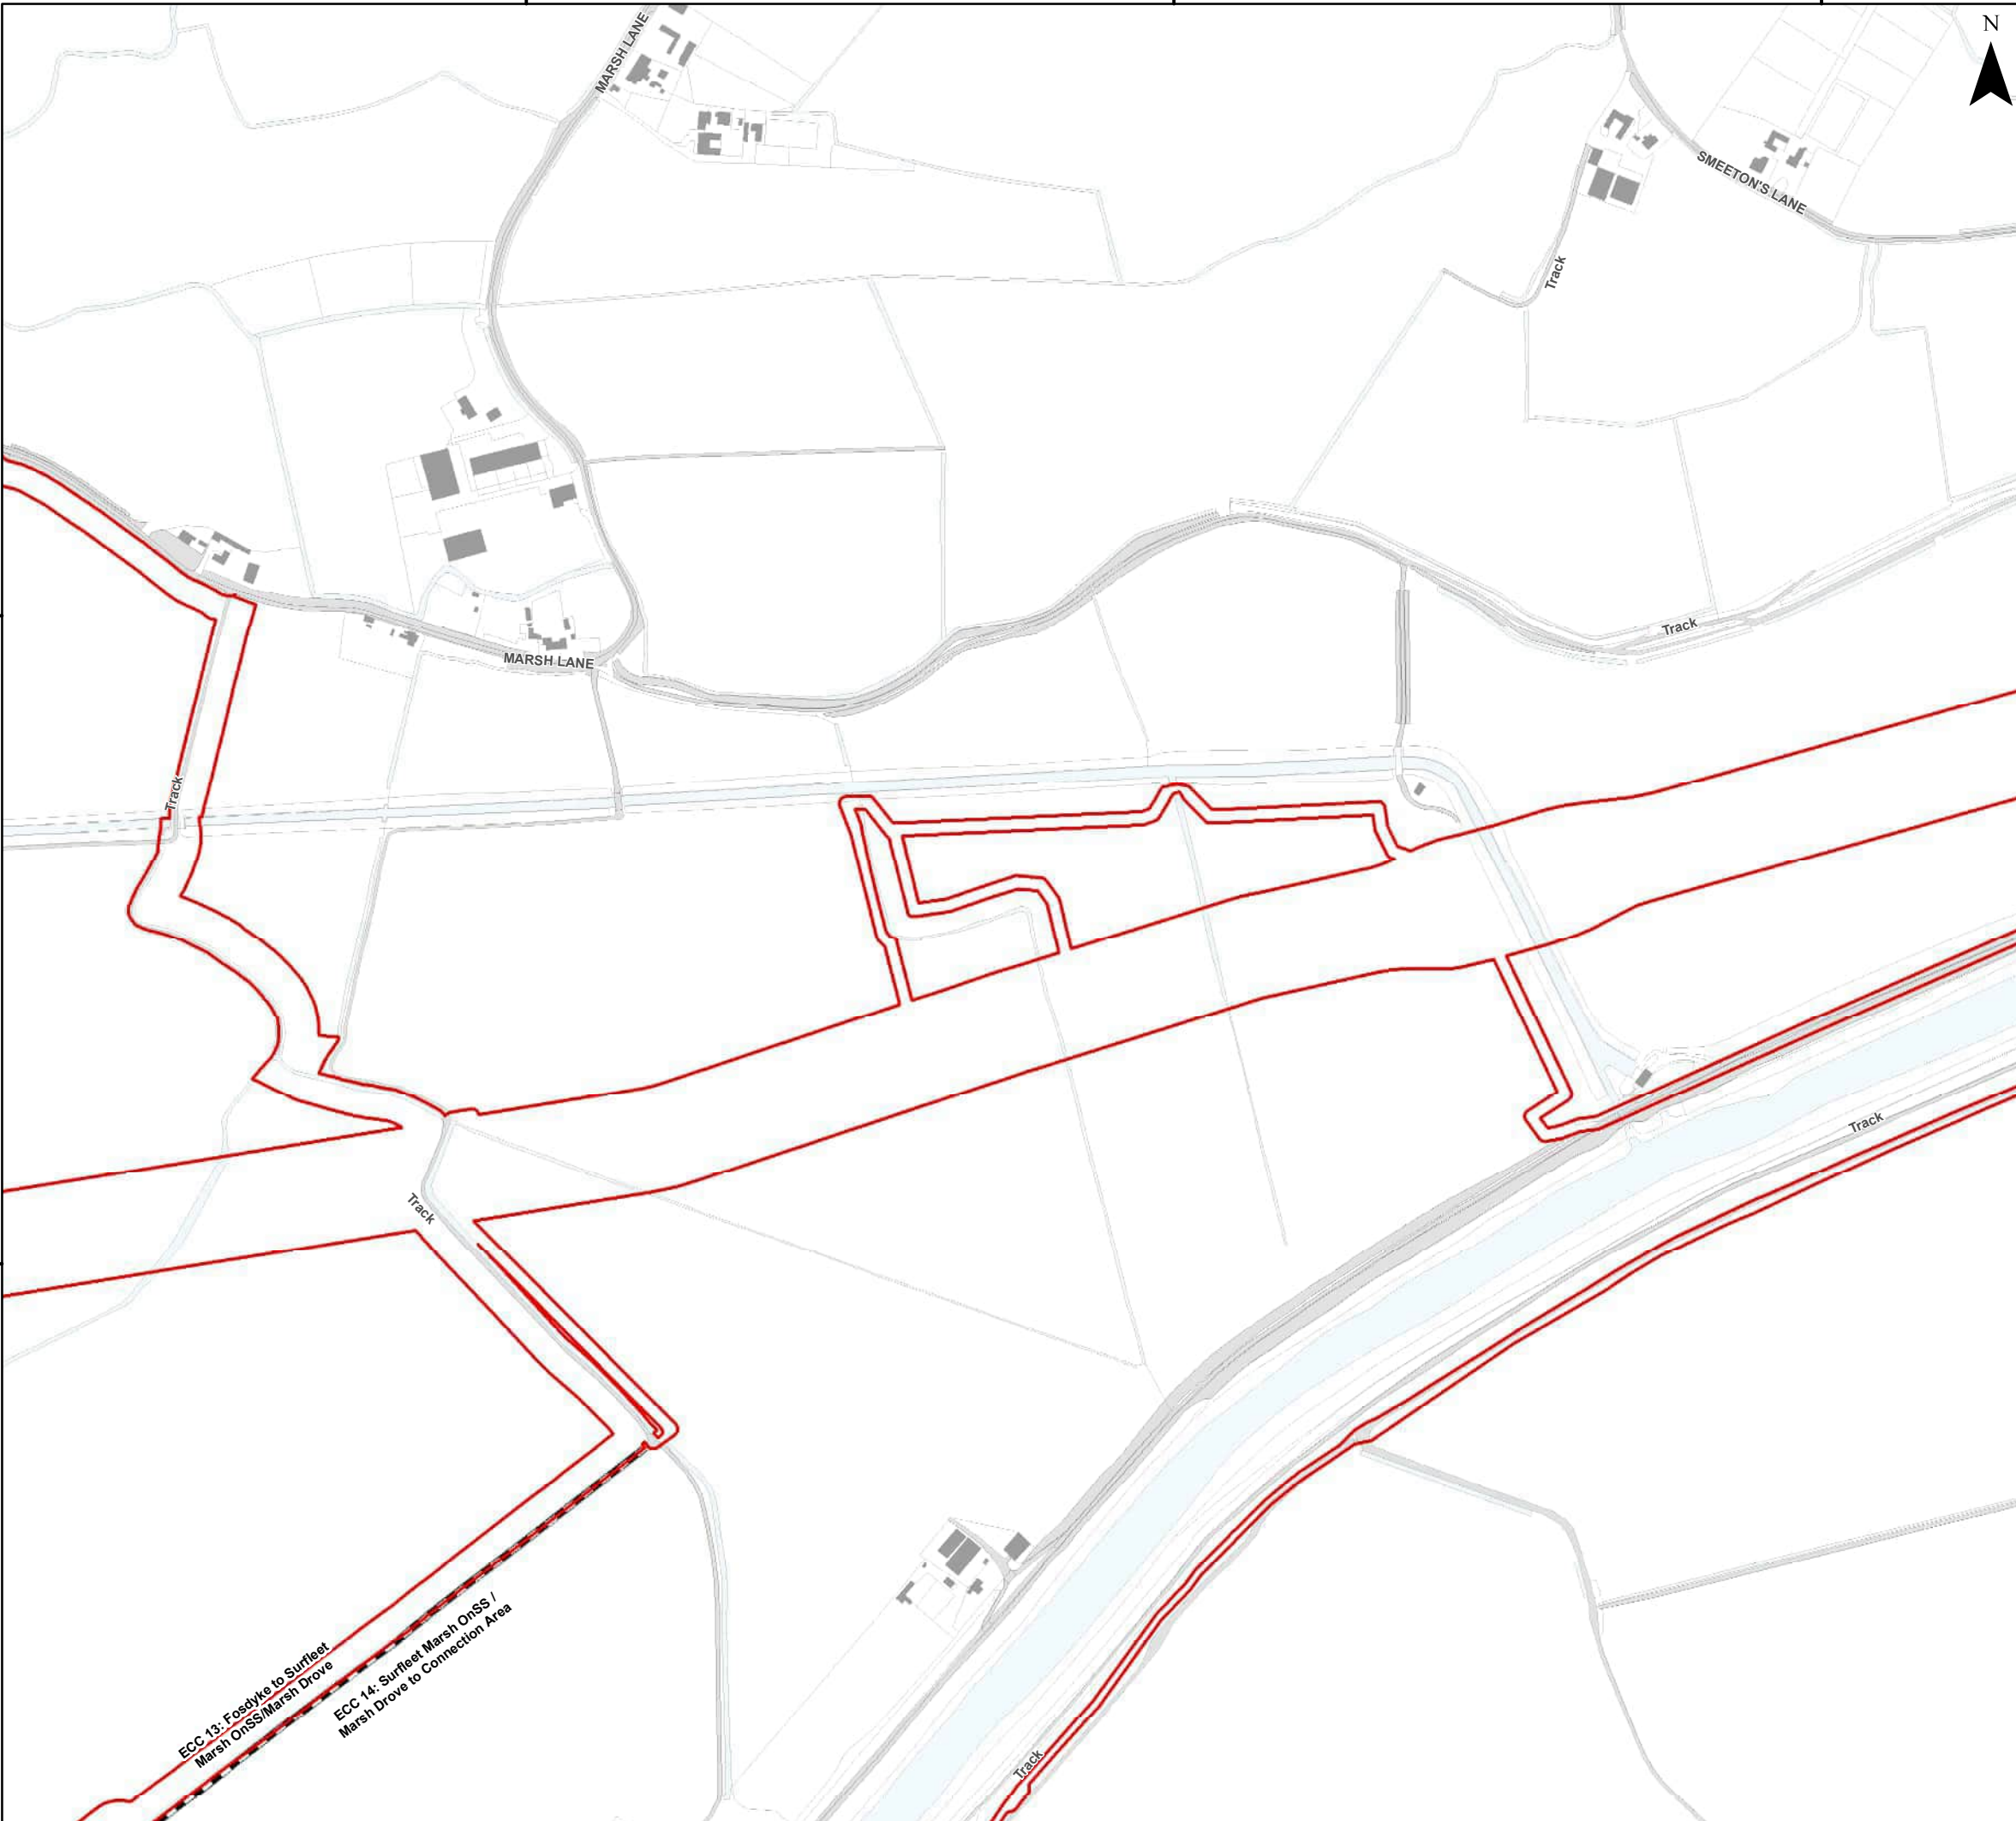 N
MARSH LANE
SMEETON'S LANE
Track
Track
MARSH LANE
Track
Track
Track
ECC 13: Fosdyke to Surfleet
Marsh OnSS/Marsh Drove
ECC 14: Surfleet Marsh OnSS /
Marsh Drove to Connection Area
Track